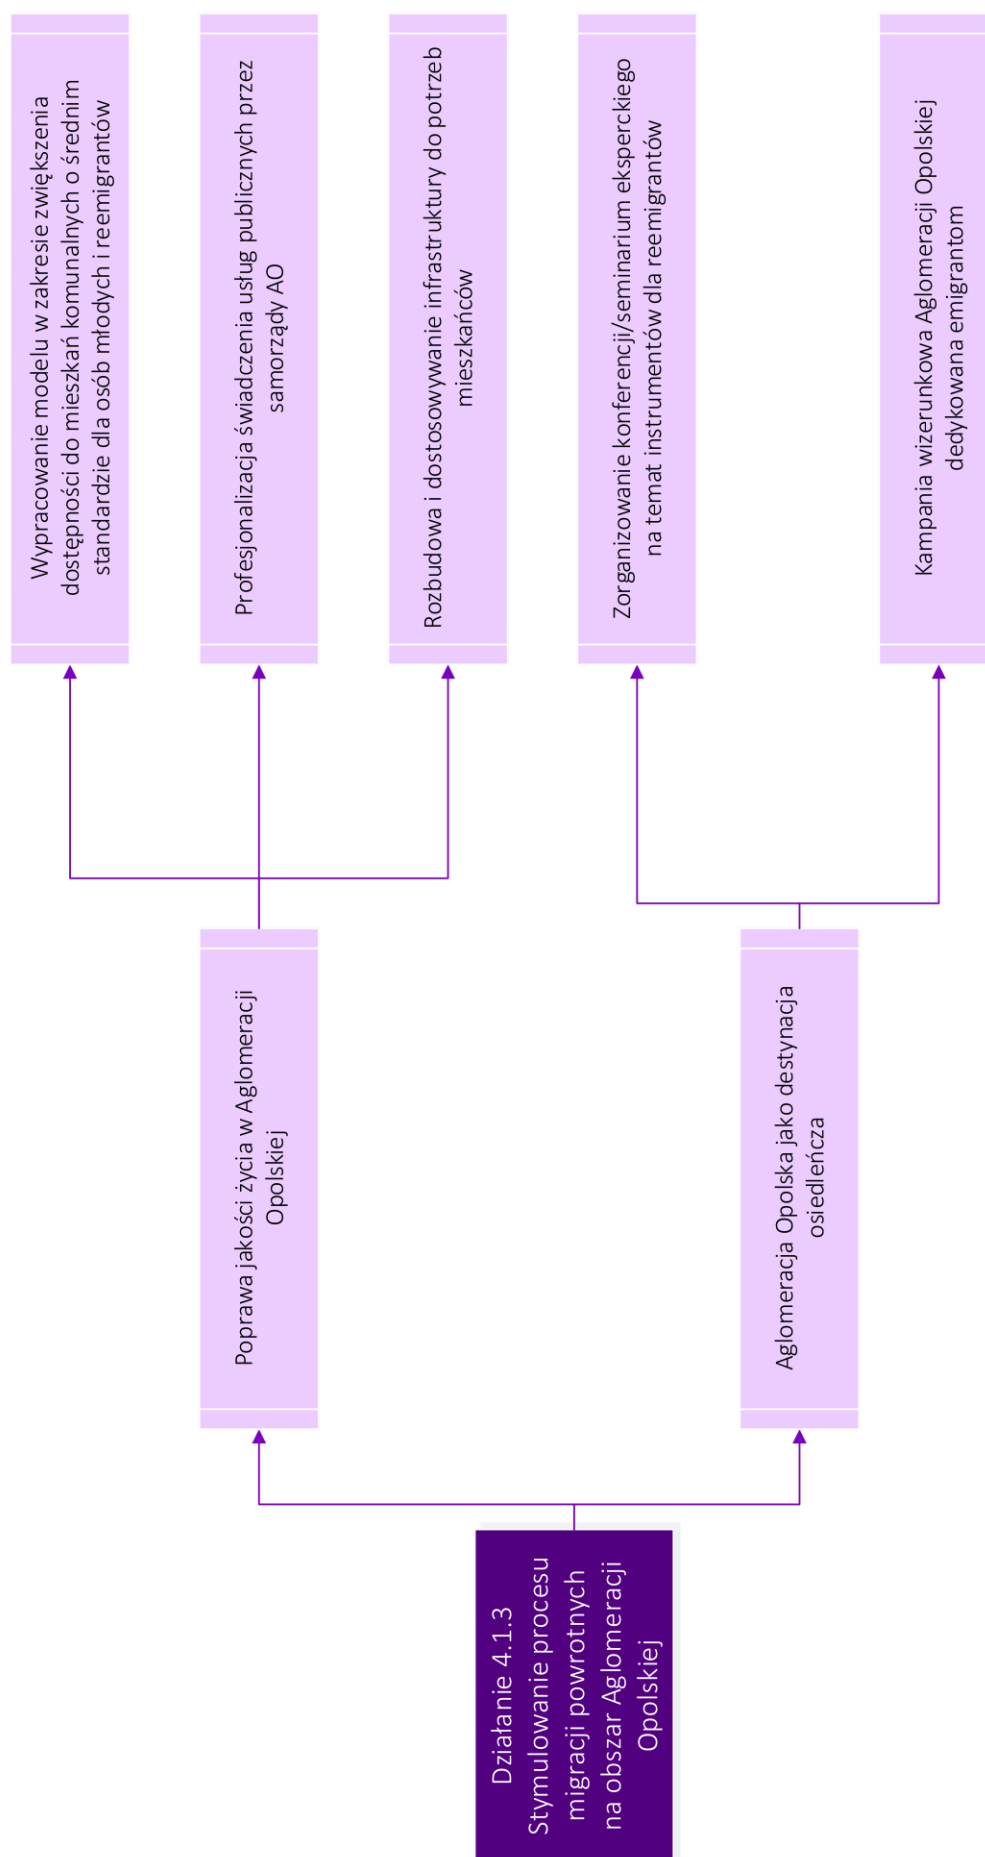 Działanie 4.1.3
Stymulowanie procesu
migracji powrotnych
na obszar Aglomeracji
Opolskiej
Poprawa jakości życia w Aglomeracji
Opolskiej
Wypracowanie modelu w zakresie zwiększenia
dostępności do mieszkań komunalnych o średnim
standardzie dla osób młodych i reemigrantów
Profesjonalizacja świadczenia usług publicznych przez
samorządy AO
Rozbudowa i dostosowywanie infrastruktury do potrzeb
mieszkańców
Aglomeracja Opolska jako destynacja
osiedleńcza
Zorganizowanie konferencji/seminarium eksperckiego
na temat instrumentów dla reemigrantów
Kampania wizerunkowa Aglomeracji Opolskiej
dedykowana emigrantom